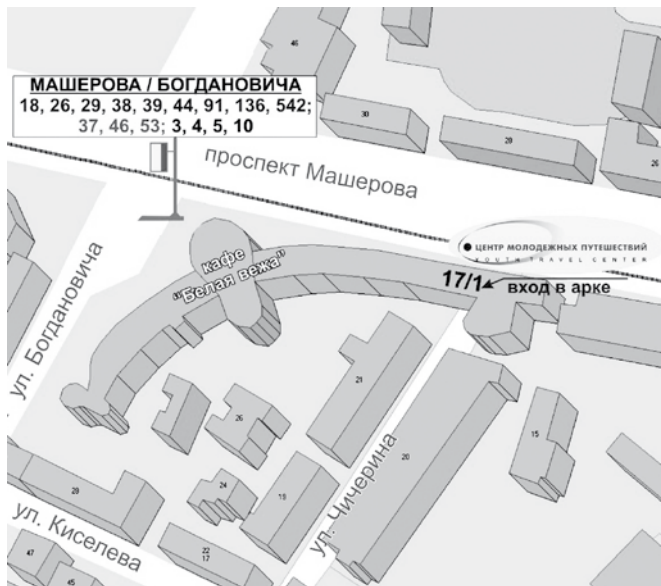 46
МАШЕРОВА / БОГДАНОВИЧА
18, 26, 29, 38, 39, 44, 91, 136, 542;
37, 46, 53; 3, 4, 5, 10
30
28
26
проспект Машерова
ЦЕНТР МОЛОДЕЖНЫХ ПУТЕШЕСТВИЙ
YOUTH TRAVEL CENTER
кафе
"Белая вежа"
17/1
вход в арке
ул. Богдановича
21
26
15
20
24
18
28
ул. Чичерина
ул. Киселева
22
17
47
45